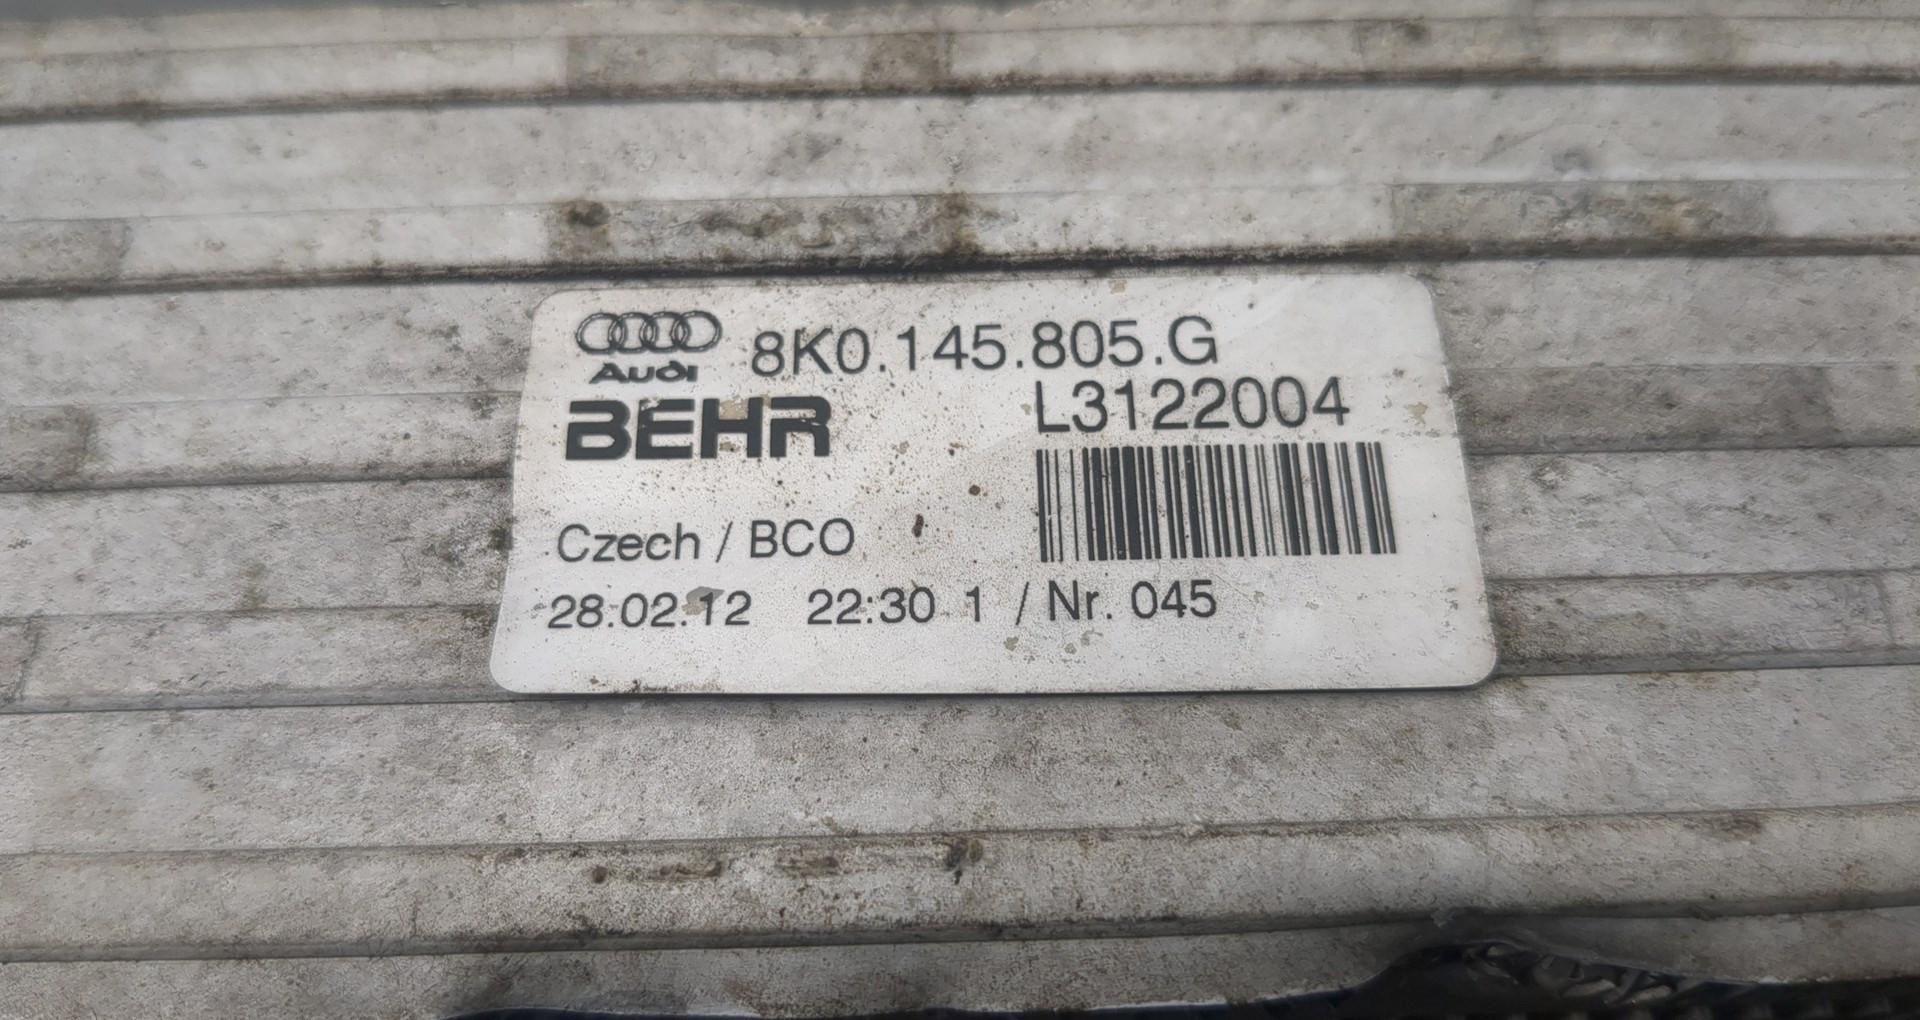 Audi 8K0.145.805.G
BEHR L3122004
Czech / BCO
28.02.12 22:30 1 / Nr. 045